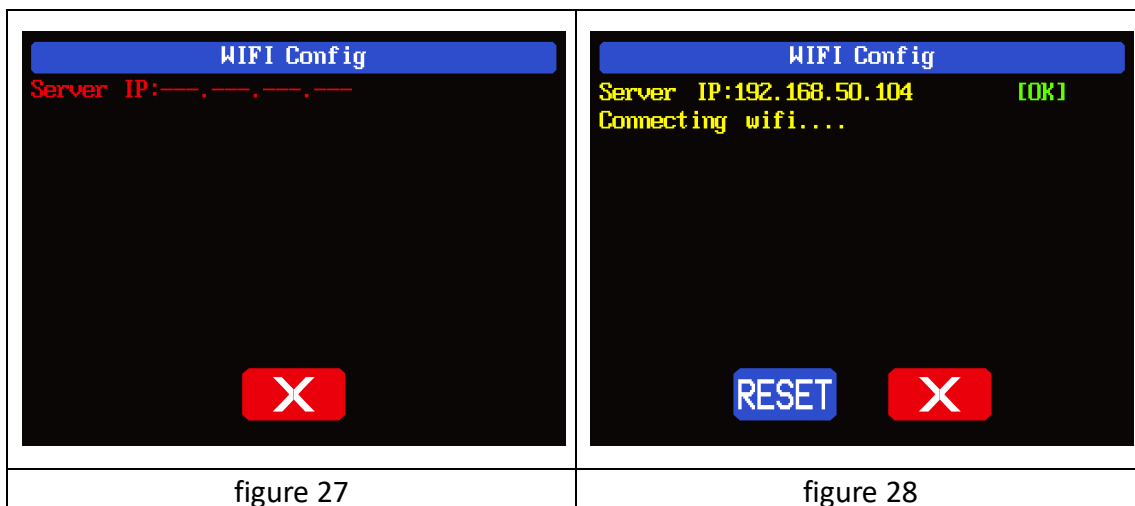 WIFI Config
Server IP:---.---.---.---
X
figure 27
WIFI Config
Server IP:192.168.50.104 [OK]
Connecting wifi....
RESET
X
figure 28